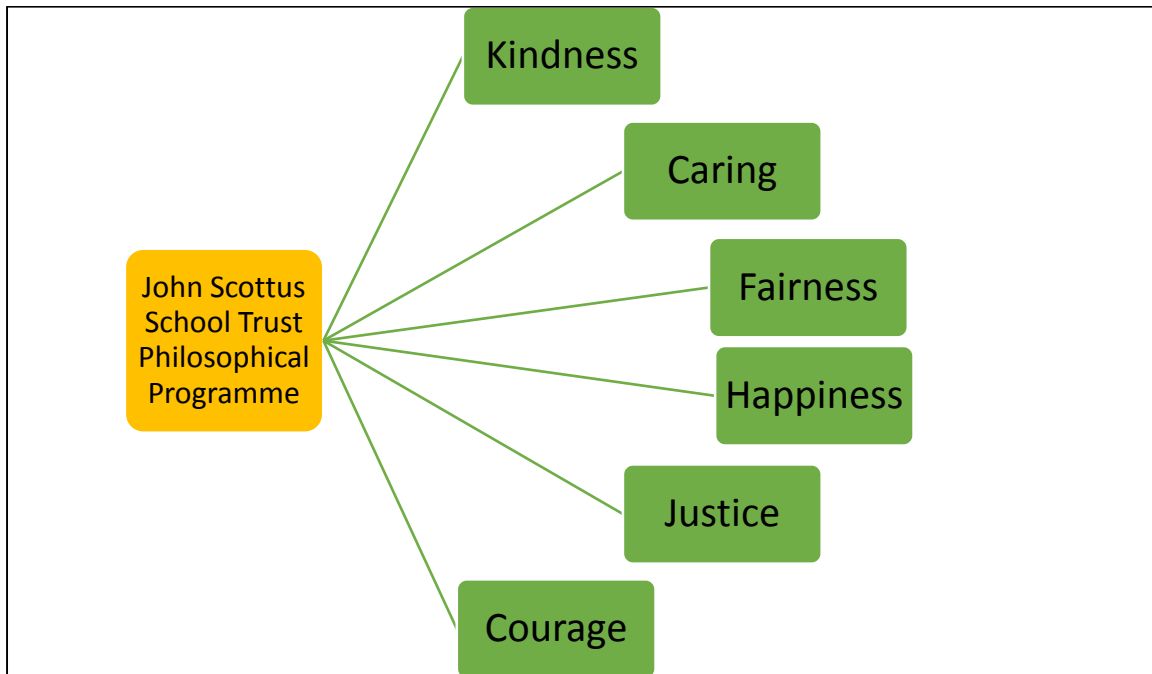 Kindness
Caring
John Scottus
School Trust
Philosophical
Programme
Fairness
Happiness
Justice
Courage